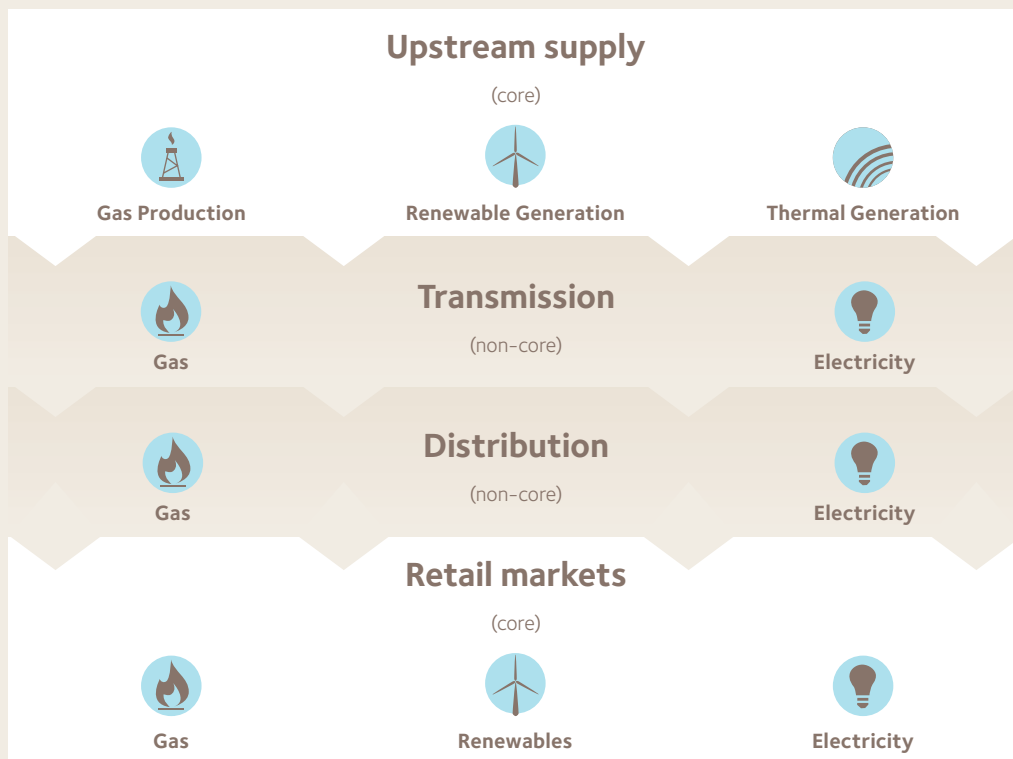 Upstream supply
(core)
Gas Production
Renewable Generation
Thermal Generation
Transmission
(non-core)
Gas
Electricity
Distribution
(non-core)
Gas
Electricity
Retail markets
(core)
Gas
Renewables
Electricity